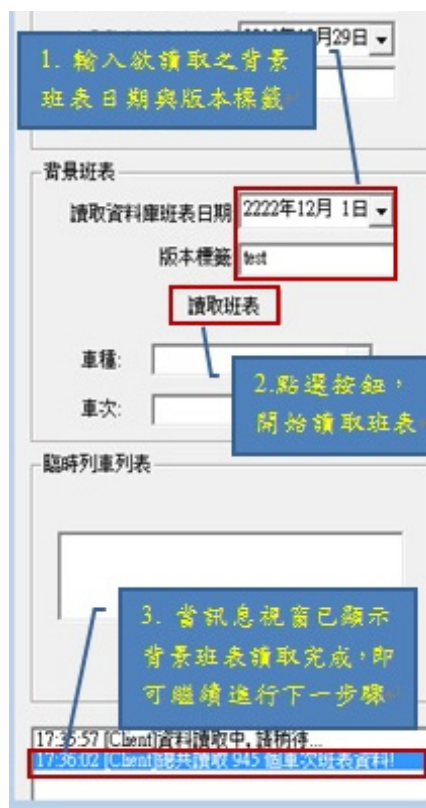 月29日
1. 輸入欲讀取之背景
班表日期與版本標籤
背景班表
讀取資料庫班表日期 2222年12月 1日
版本標籤 test
讀取班表
車種:
2.點選按鈕，
車次:
開始讀取班表
臨時列車列表
3. 當訊息視窗已顯示
背景班表讀取完成，即
可繼續進行下一步驟
17:35:57 [Client]資料讀取中, 請稍待...
17:36:02 [Client]總共讀取 945 個車次班表資料!